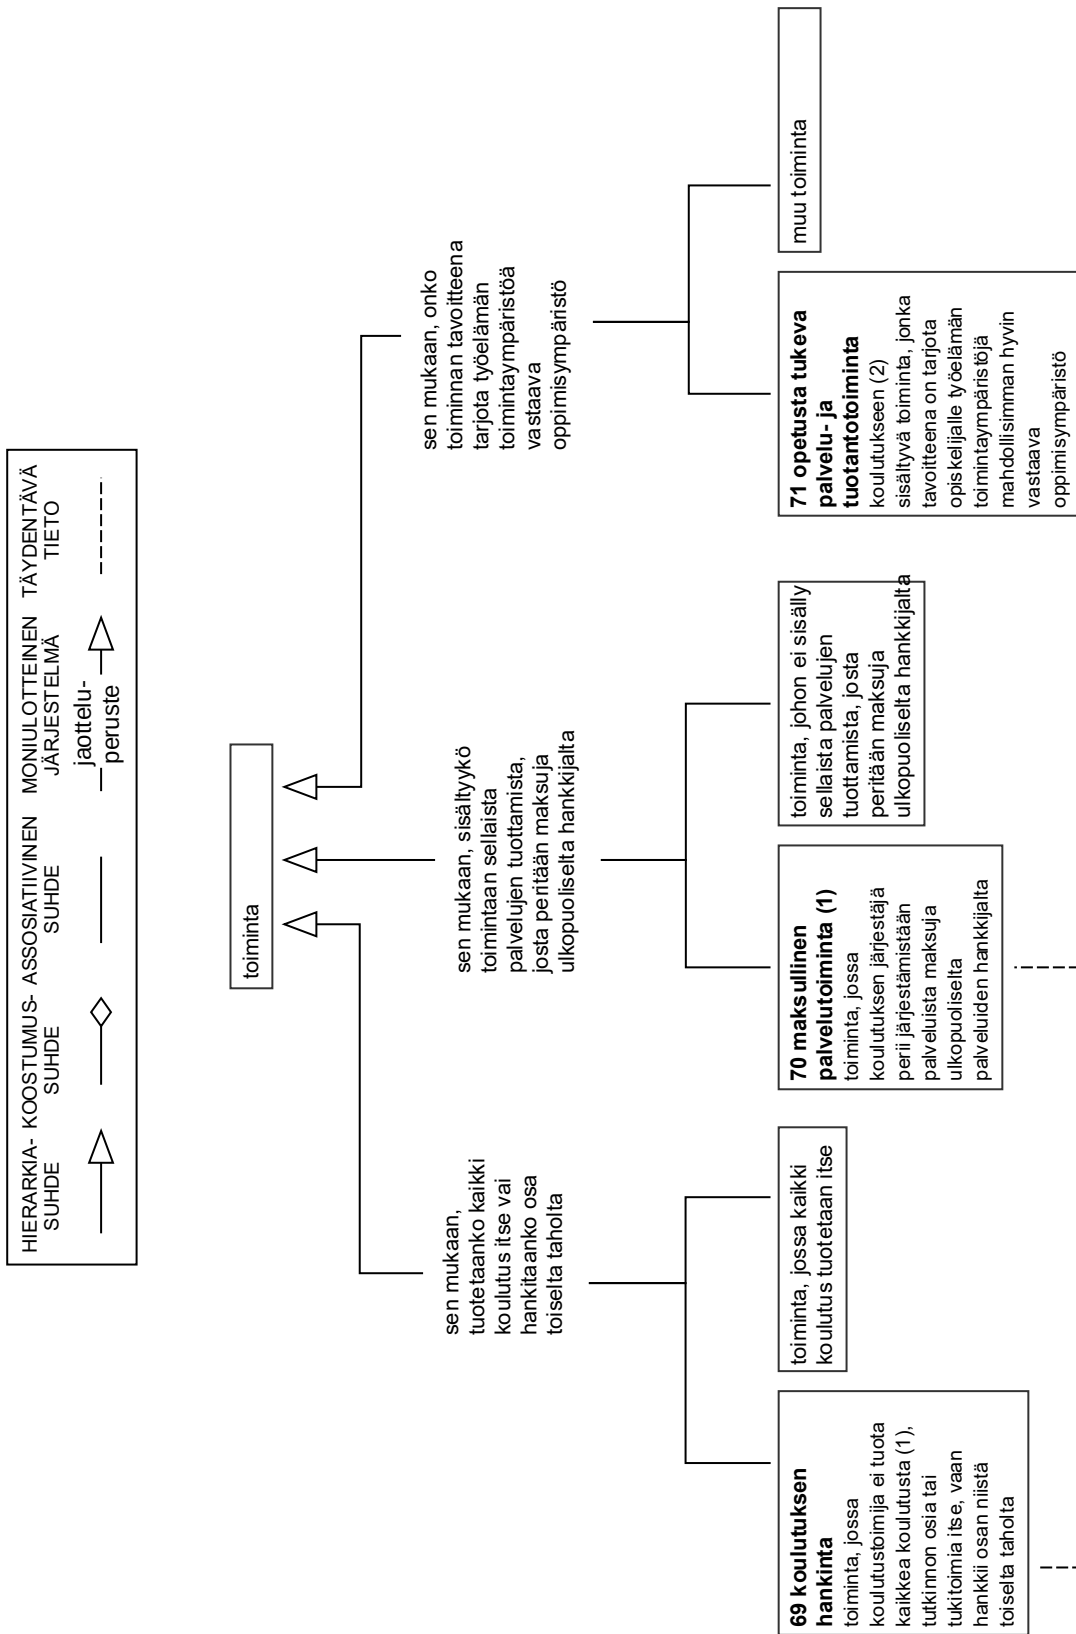 HIERARKIA-
SUHDE
KOOSTUMUS-
SUHDE
ASSOSIATIIVINEN
SUHDE
MONIULOTTEINEN
JÄRJESTELMÄ
jaottelu-
peruste
TÄYDENTÄVÄ
TIETO
toiminta
sen mukaan,
tuotetaanko kaikki
koulutus itse vai
hankitaanko osa
toiselta taholta
sen mukaan, sisältyykö
toimintaan sellaista
palvelujen tuottamista,
josta peritään maksuja
ulkopuoliselta hankkijalta
sen mukaan, onko
toiminnan tavoitteena
tarjota työelämän
toimintaympäristöä
vastaava
oppimisympäristö
69 koulutuksen
hankinta
toiminta, jossa
koulutustoimija ei tuota
kaikkea koulutusta (1),
tutkinnon osia tai
tukitoimia itse, vaan
hankkii osan niistä
toiselta taholta
toiminta, jossa kaikki
koulutus tuotetaan itse
70 maksullinen
palvelutoiminta (1)
toiminta, jossa
koulutuksen järjestäjä
perii järjestämistään
palveluista maksuja
ulkopuoliselta
palveluiden hankkijalta
toiminta, johon ei sisälly
sellaista palvelujen
tuottamista, josta
peritään maksuja
ulkopuoliselta hankkijalta
71 opetusta tukeva
palvelu- ja
tuotantotoiminta
koulutukseen (2)
sisältyvä toiminta, jonka
tavoitteena on tarjota
opiskelijalle työelämän
toimintaympäristöjä
mahdollisimman hyvin
vastaava
oppimisympäristö
muu toiminta